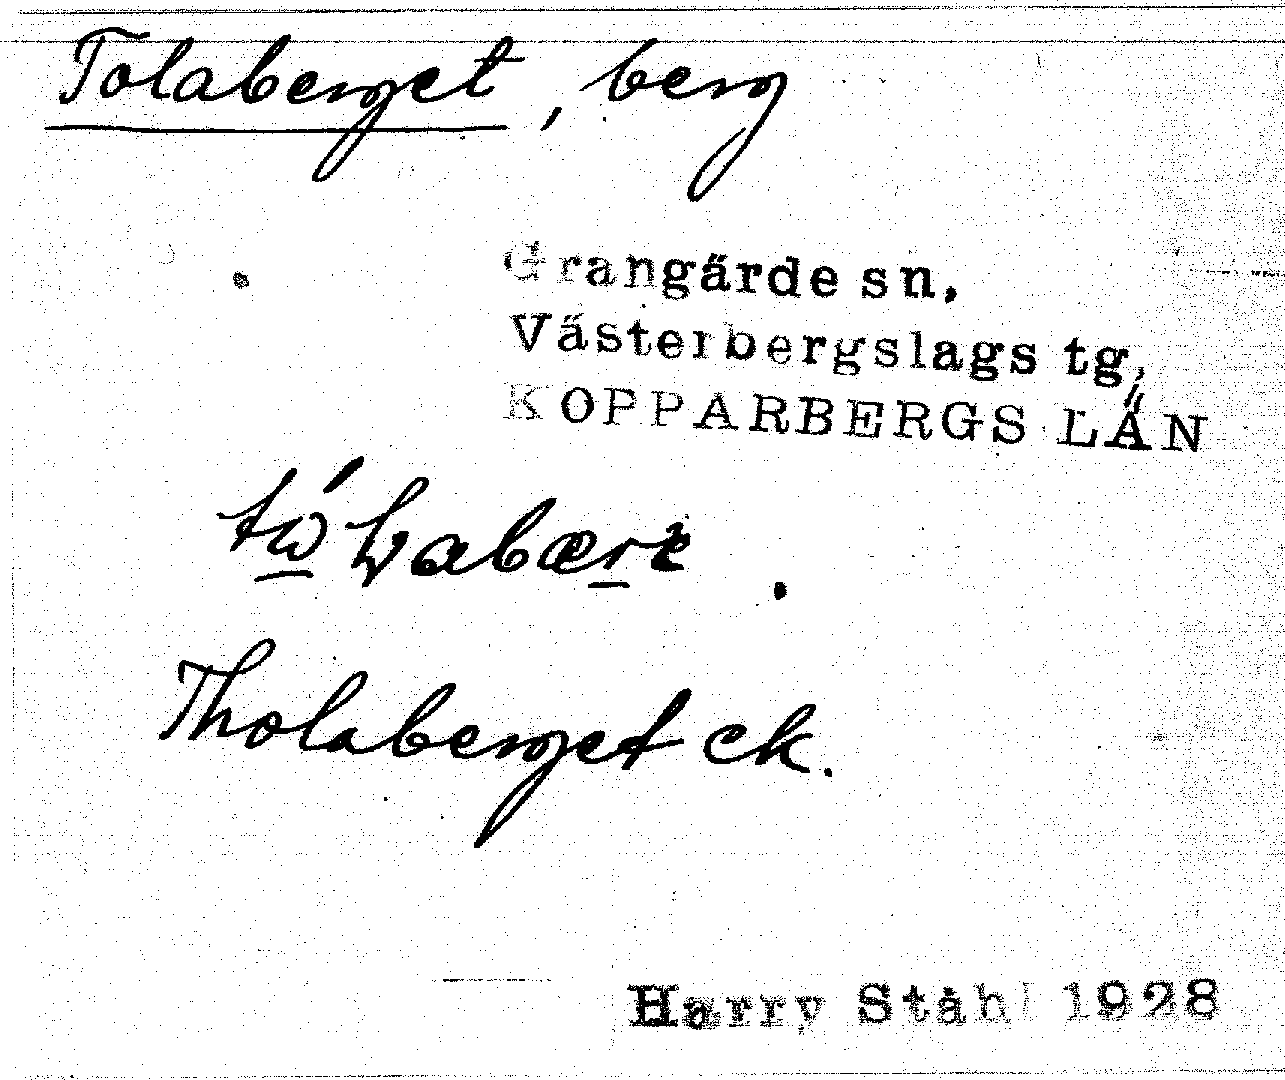 Tolaberget, berg
Grangärde sn.
Västerbergslags tg,
KOPPARBERGS LÄN
Tholaberget ek.
Harry Ståhl 1928